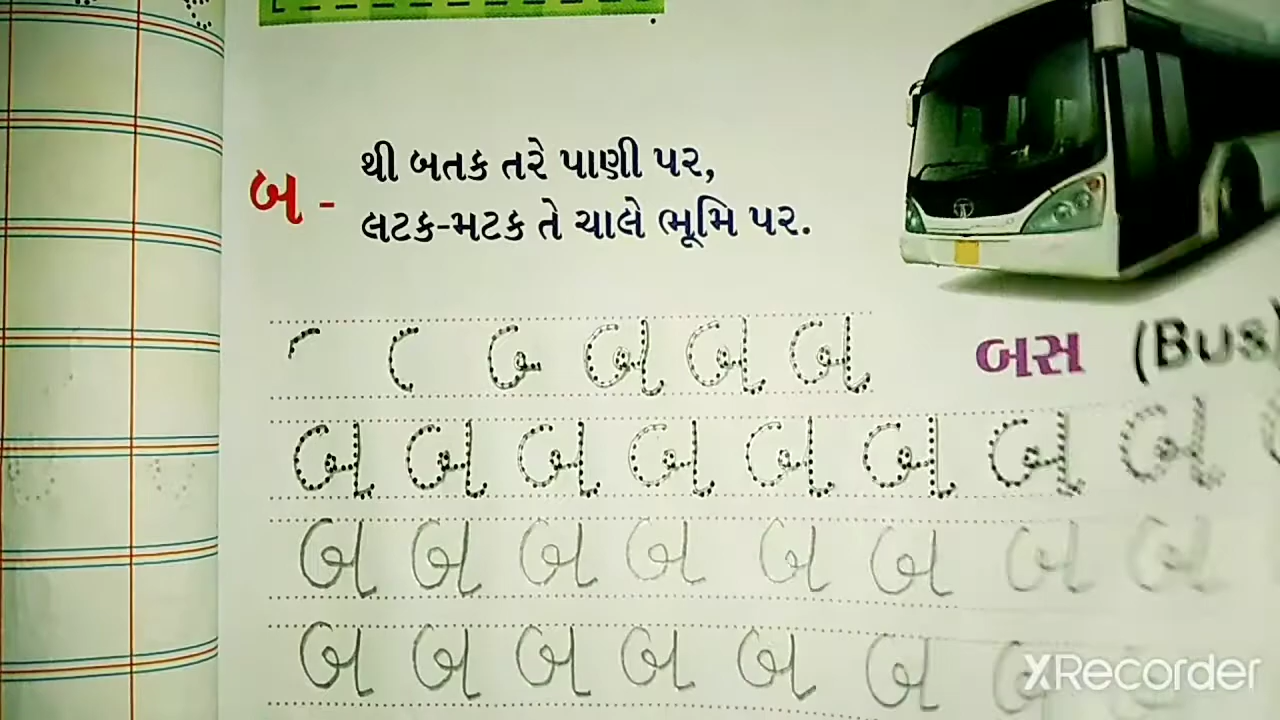 બ - થી બતક તરે પાણી પર,
લટક-મટક તે ચાલે ભૂમિ પર.
બસ (Bus)
બ બ બ
બ બ બ બ બ બ બ બ
બ બ બ બ બ બ બ બ
બ બ બ બ બ બ બ
XRecorder